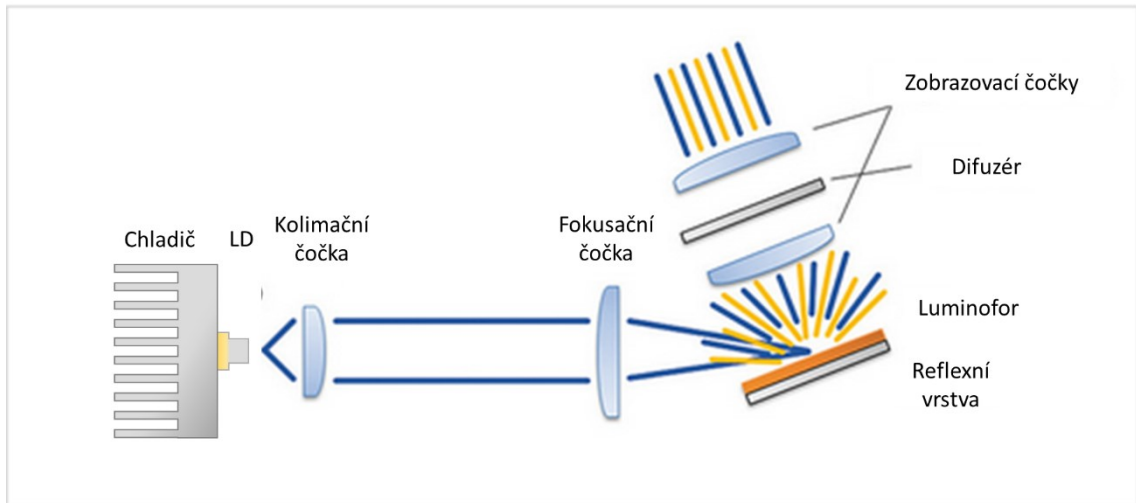 Zobrazovací čočky
Difuzér
Kolimační
čočka
Fokusační
čočka
Chladič
LD
Luminofor
Reflexní
vrstva